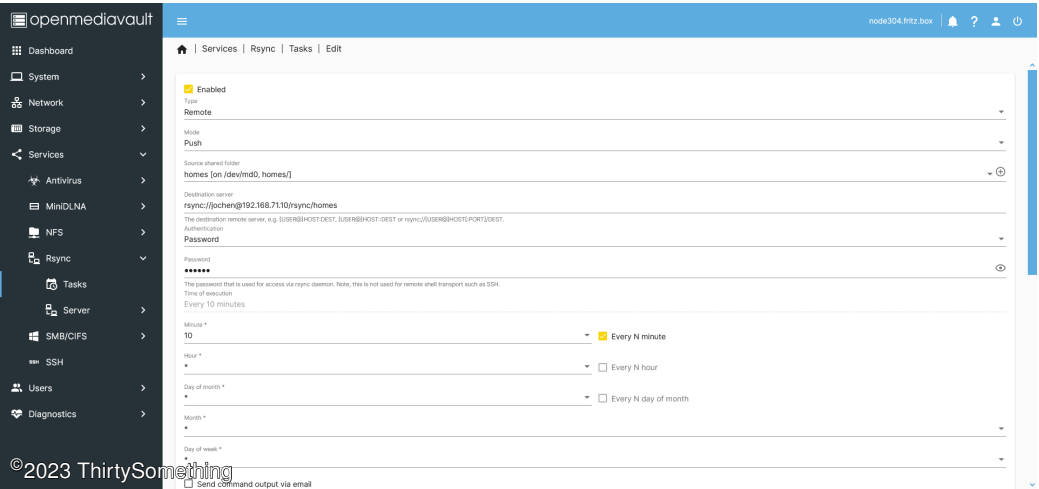 openmediavault
node304.fritz.box
Dashboard
System
Network
Storage
Services
Antivirus
MiniDLNA
NFS
Rsync
Tasks
Server
SMB/CIFS
SSH SSH
Users
Diagnostics
| Services | Rsync | Tasks | Edit
Enabled
Type
Remote
Mode
Push
Source shared folder
homes [on /dev/md0, homes/]
Destination server
rsync://jochen@192.168.71.10/rsync/homes
The destination remote server, e.g. [USER@]HOST:DEST, [USER@]HOST::DEST or rsync://[USER@]HOST[:PORT]/DEST.
Authentication
Password
Password
••••••
The password that is used for access via rsync daemon. Note, this is not used for remote shell transport such as SSH.
Time of execution
Every 10 minutes
Minute *
10
Every N minute
Hour *
*
Every N hour
Day of month *
*
Every N day of month
Month *
*
Day of week *
*
Send command output via email
©2023 ThirtySomething